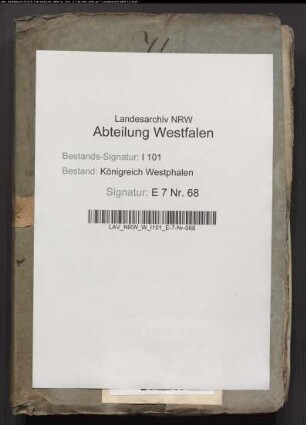 Landesarchiv NRW
Abteilung Westfalen
Bestands-Signatur: I 101
Bestand: Königreich Westphalen
Signatur: E 7 Nr. 68
LAV_NRW_W_I101_E-7-Nr-068